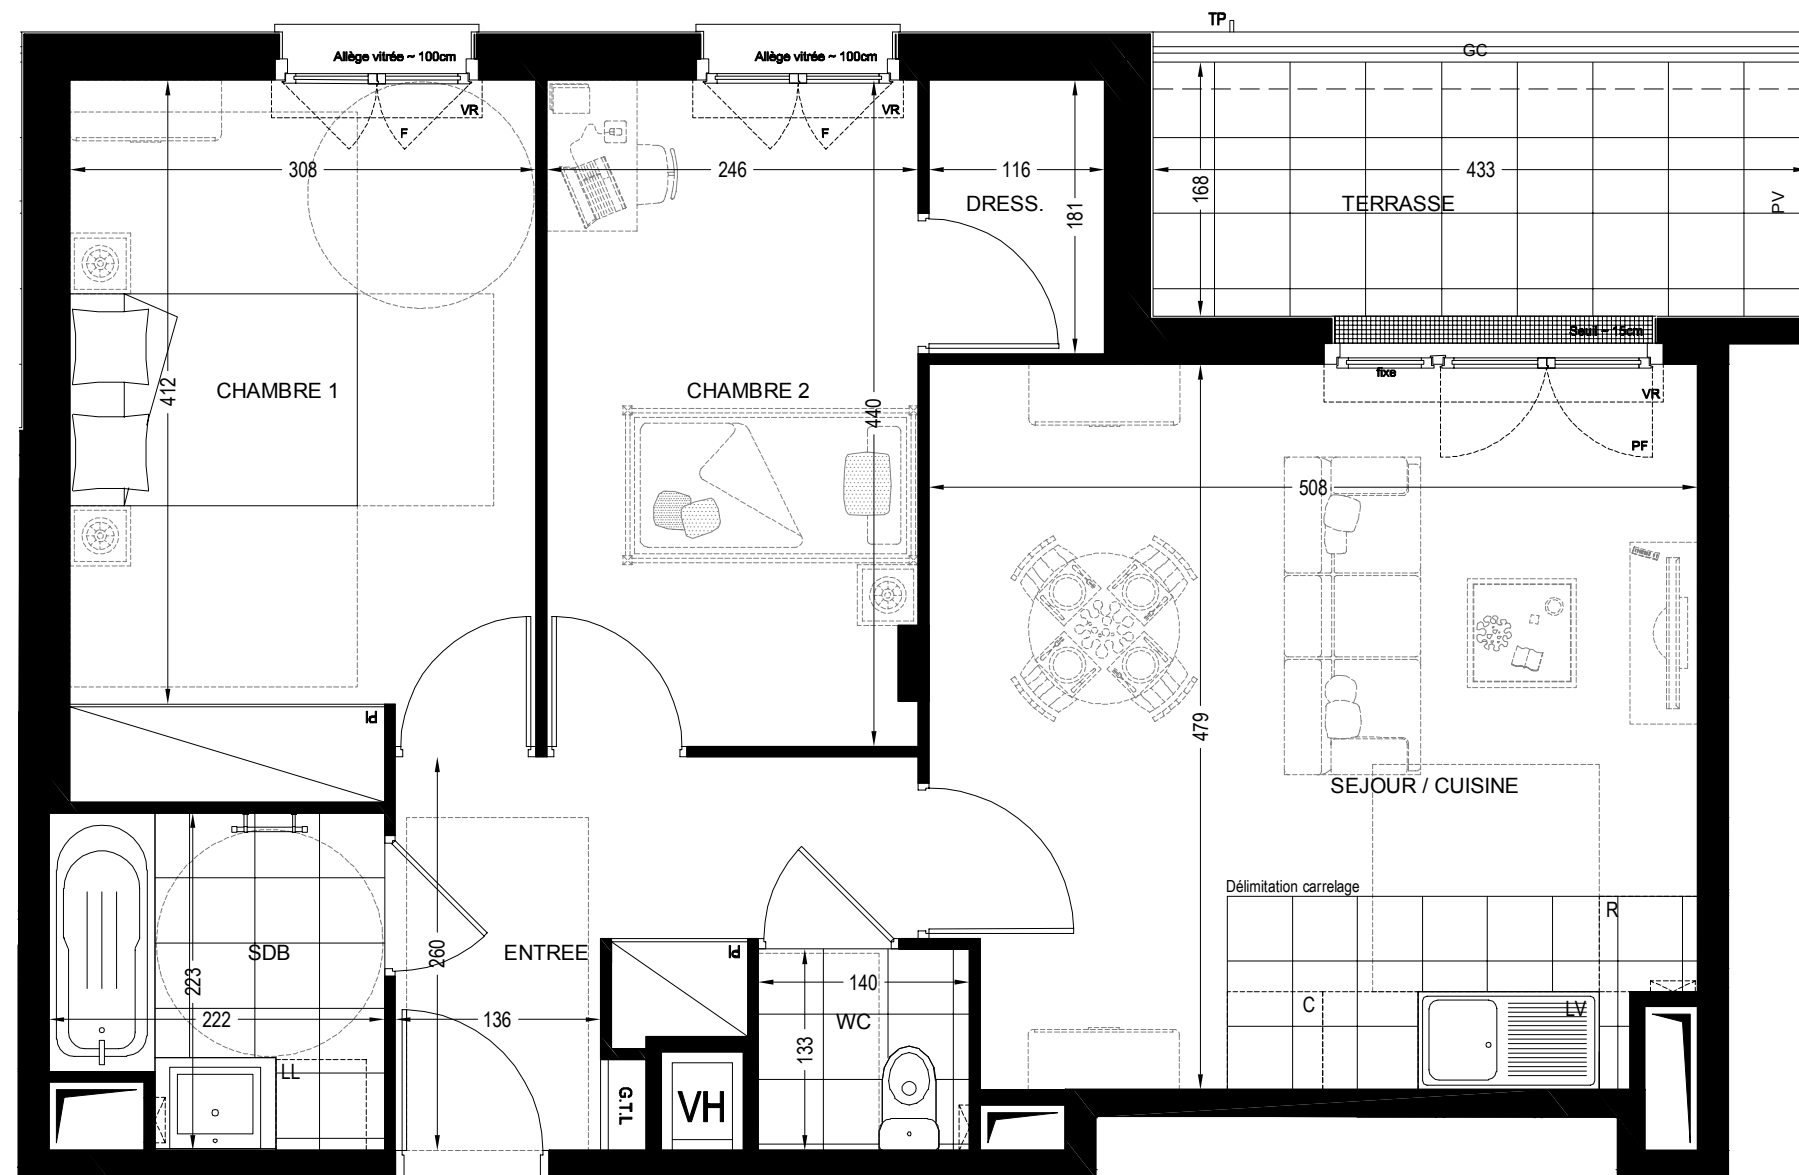 TP
Allège vitrée ~ 100cm
Allège vitrée ~ 100cm
GC
VR
VR
F
F
308
246
116
168
433
DRESS.
181
TERRASSE
PV
Seuil ~ 15cm
fixe
VR
412
CHAMBRE 1
CHAMBRE 2
440
PF
508
Pl
479
SEJOUR / CUISINE
Délimitation carrelage
R
SDB
260
ENTREE
Pl
223
140
C
LV
222
136
WC
133
LL
G.T.L
VH